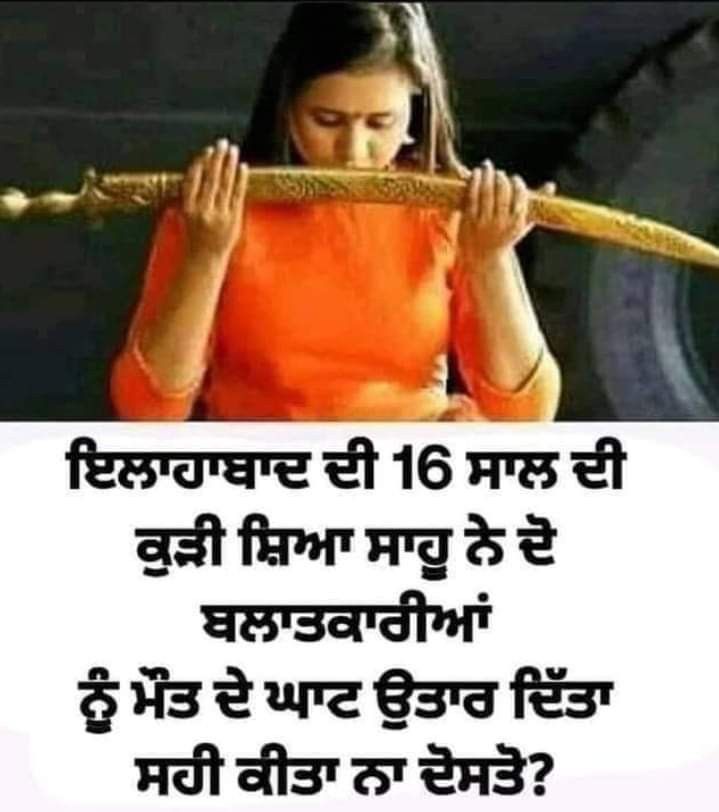 ਇਲਾਹਾਬਾਦ ਦੀ 16 ਸਾਲ ਦੀ
ਕੁੜੀ ਸ਼ਿਆ ਸਾਹੂ ਨੇ ਦੋ
ਬਲਾਤਕਾਰੀਆਂ
ਨੂੰ ਮੌਤ ਦੇ ਘਾਟ ਉਤਾਰ ਦਿੱਤਾ
ਸਹੀ ਕੀਤਾ ਨਾ ਦੋਸਤੋ?